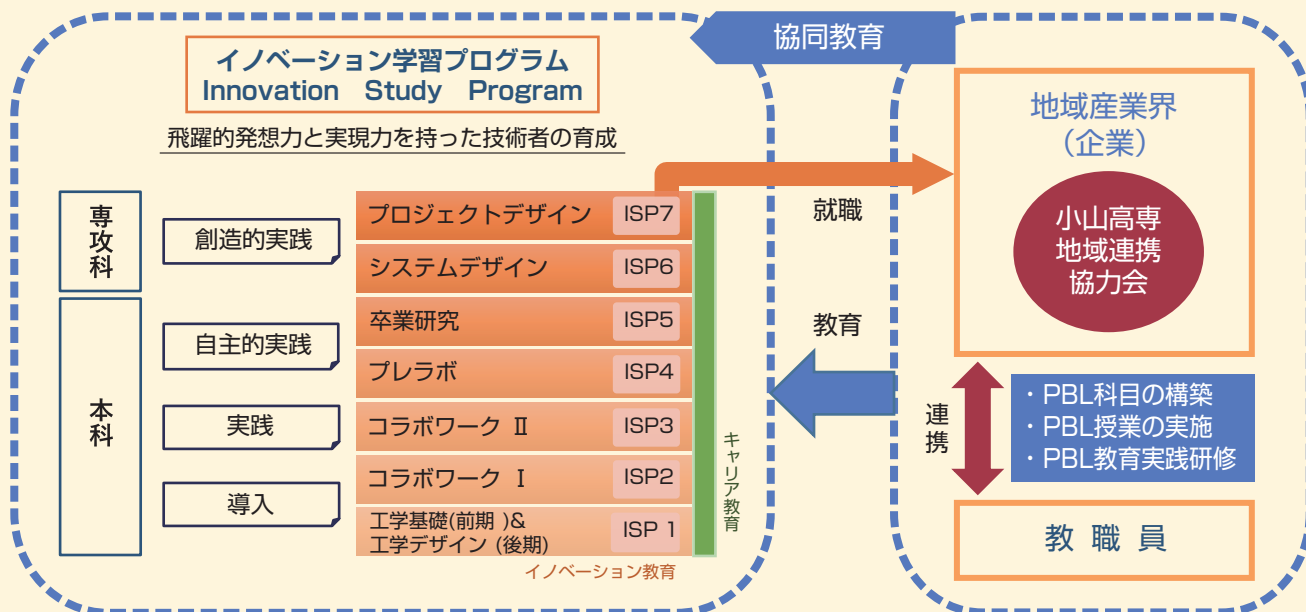 協同教育
イノベーション学習プログラム
Innovation Study Program
飛躍的発想力と実現力を持った技術者の育成
専攻科
本科
創造的実践
自主的実践
実践
導入
プロジェクトデザイン ISP7
システムデザイン ISP6
卒業研究 ISP5
プレラボ ISP4
コラボワーク Ⅱ ISP3
コラボワーク Ⅰ ISP2
工学基礎(前期 )&
工学デザイン (後期) ISP 1
イノベーション教育
キャリア教育
就職
教育
地域産業界
(企業)
小山高専
地域連携
協力会
連携
・PBL科目の構築
・PBL授業の実施
・PBL教育実践研修
教 職 員